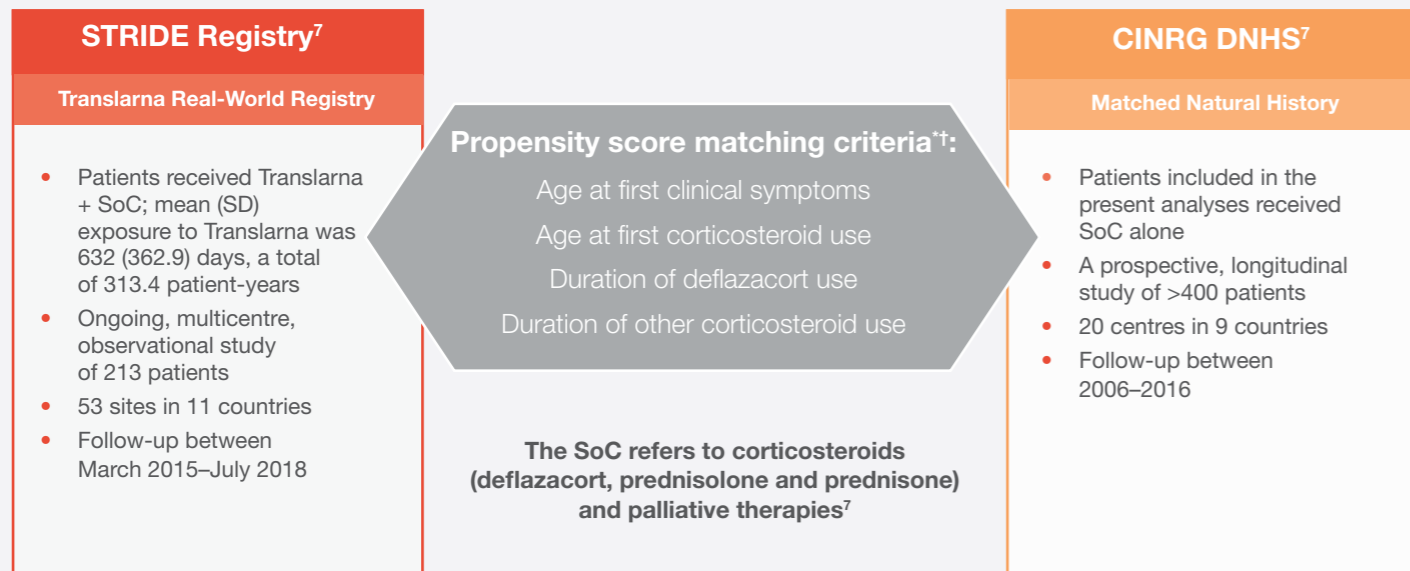 STRIDE Registry⁷
Translarna Real-World Registry
• Patients received Translarna
+ SoC; mean (SD)
exposure to Translarna was
632 (362.9) days, a total
of 313.4 patient-years
• Ongoing, multicentre,
observational study
of 213 patients
• 53 sites in 11 countries
• Follow-up between
March 2015–July 2018
Propensity score matching criteria*†:
Age at first clinical symptoms
Age at first corticosteroid use
Duration of deflazacort use
Duration of other corticosteroid use
The SoC refers to corticosteroids
(deflazacort, prednisolone and prednisone)
and palliative therapies⁷
CINRG DNHS⁷
Matched Natural History
• Patients included in the
present analyses received
SoC alone
• A prospective, longitudinal
study of >400 patients
• 20 centres in 9 countries
• Follow-up between
2006–2016